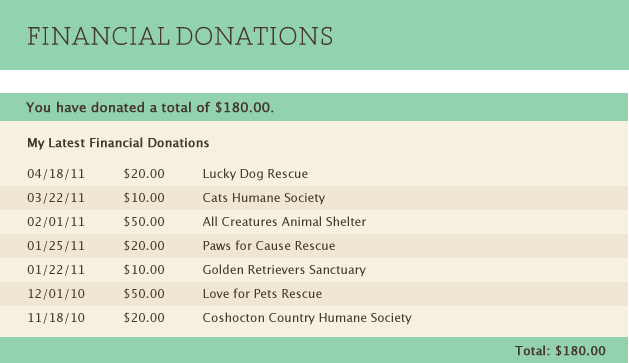 FINANCIAL DONATIONS
You have donated a total of $180.00.
My Latest Financial Donations
04/18/11 $20.00 Lucky Dog Rescue
03/22/11 $10.00 Cats Humane Society
02/01/11 $50.00 All Creatures Animal Shelter
01/25/11 $20.00 Paws for Cause Rescue
01/22/11 $10.00 Golden Retrievers Sanctuary
12/01/10 $50.00 Love for Pets Rescue
11/18/10 $20.00 Coshocton Country Humane Society
Total: $180.00